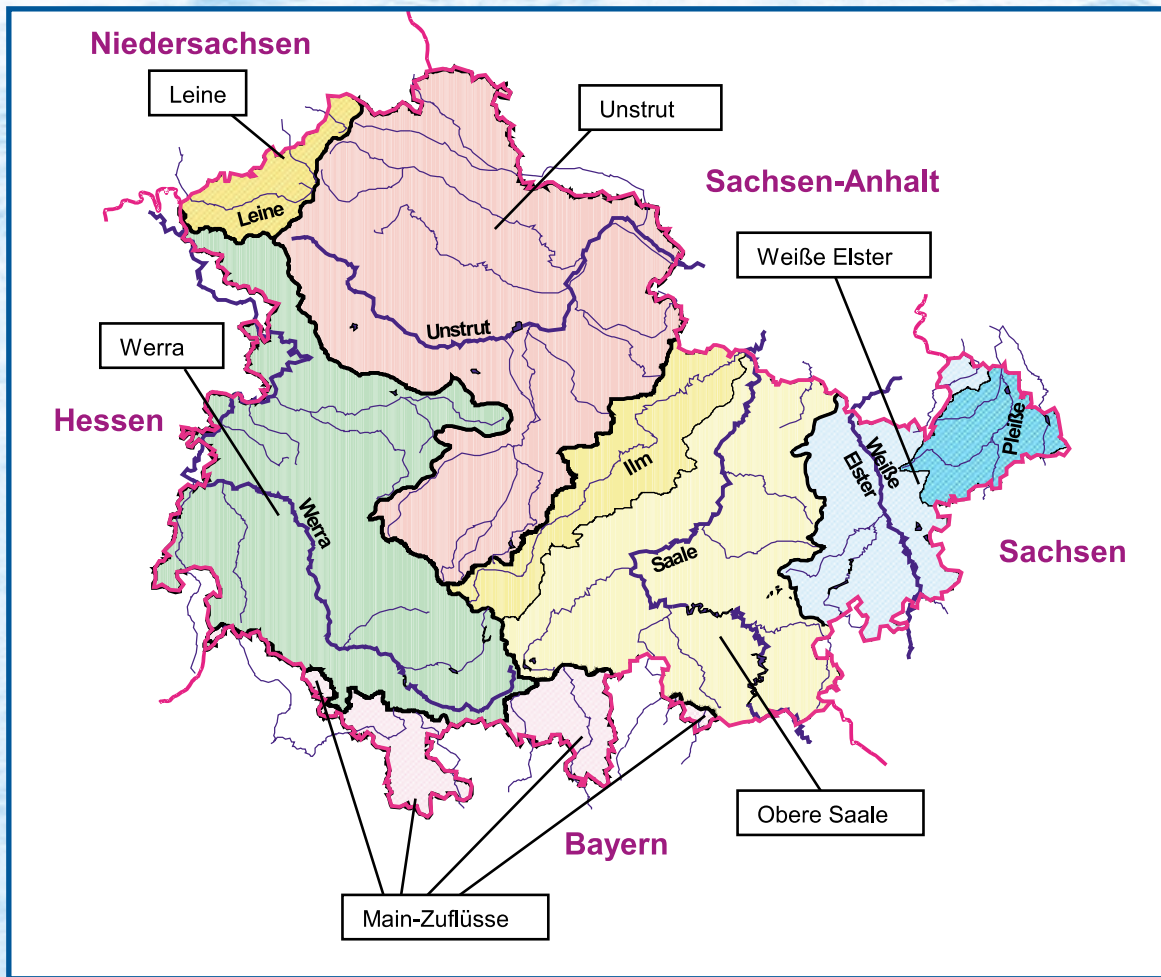 Niedersachsen
Leine
Unstrut
Sachsen-Anhalt
Leine
Weiße Elster
Unstrut
Werra
Hessen
Pleiße
Weiße
Elster
Ilm
Werra
Saale
Sachsen
Obere Saale
Bayern
Main-Zuflüsse